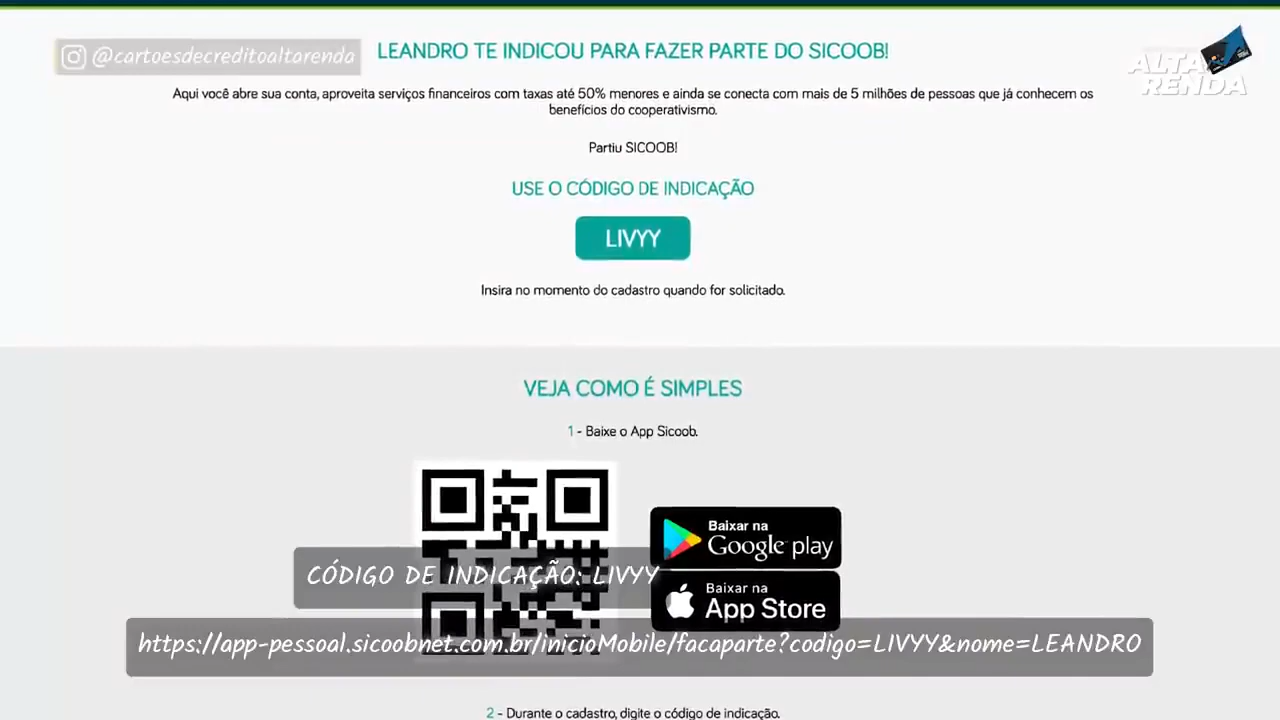 @cartoesdecreditoaltarenda
LEANDRO TE INDICOU PARA FAZER PARTE DO SICOOB!
ALTA
RENDA
Aqui você abre sua conta, aproveita serviços financeiros com taxas até 50% menores e ainda se conecta com mais de 5 milhões de pessoas que já conhecem os
benefícios do cooperativismo.
Partiu SICOOB!
USE O CÓDIGO DE INDICAÇÃO
LIVYY
Insira no momento do cadastro quando for solicitado.
VEJA COMO É SIMPLES
1 - Baixe o App Sicoob.
Baixar na
Google play
Baixar na
App Store
CÓDIGO DE INDICAÇÃO: LIVYY
https://app-pessoal.sicoobnet.com.br/inicioMobile/facaparte?codigo=LIVYY&nome=LEANDRO
2 - Durante o cadastro, digite o código de indicação.